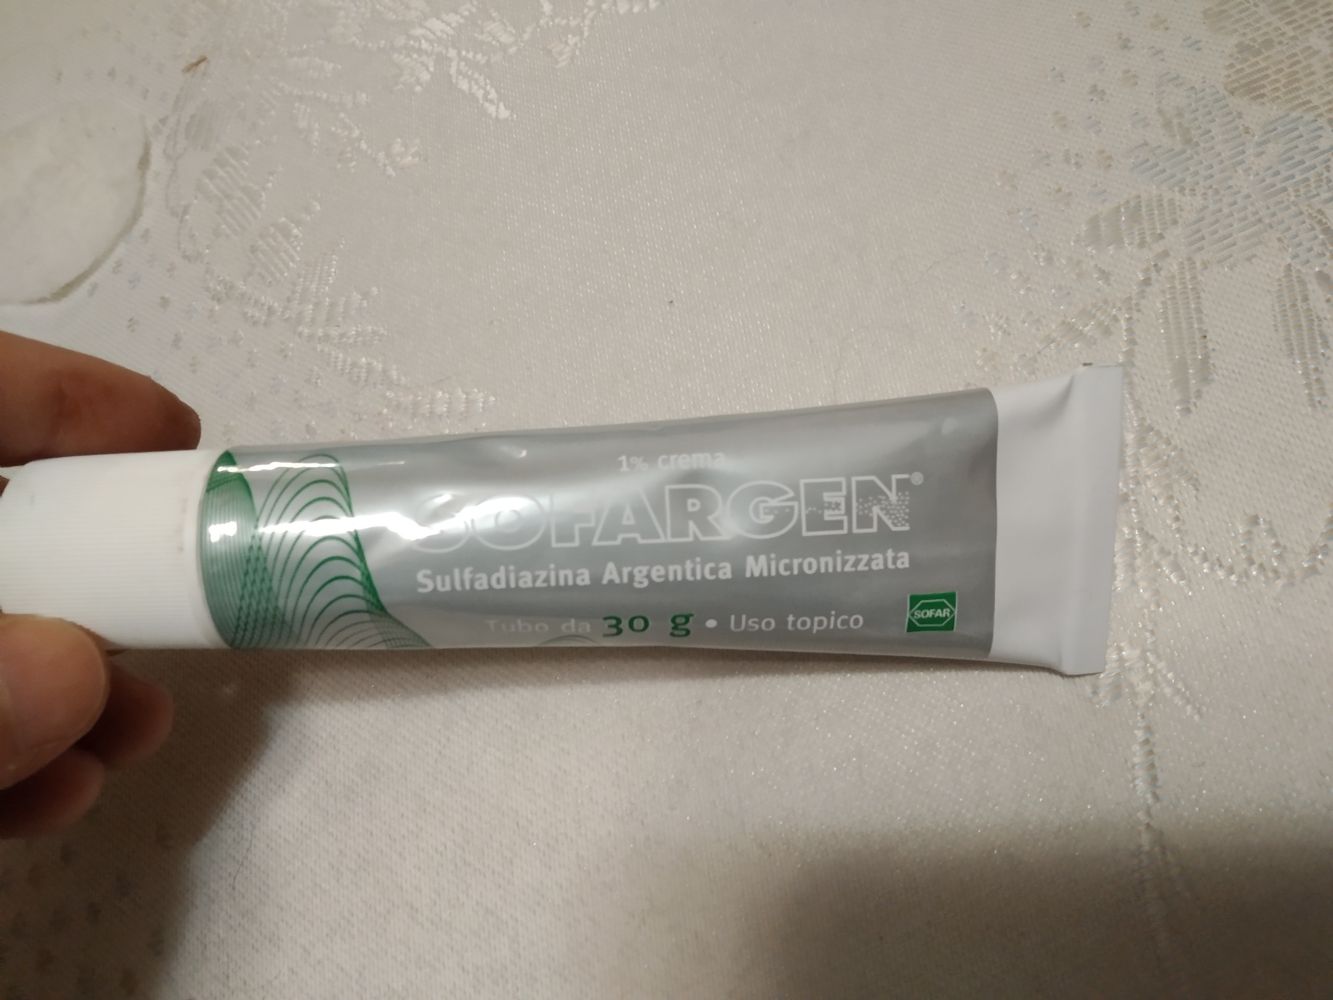 1% crema
SOFARGEN®
Sulfadiazina Argentica Micronizzata
Tubo da 30 g • Uso topico
SOFAR